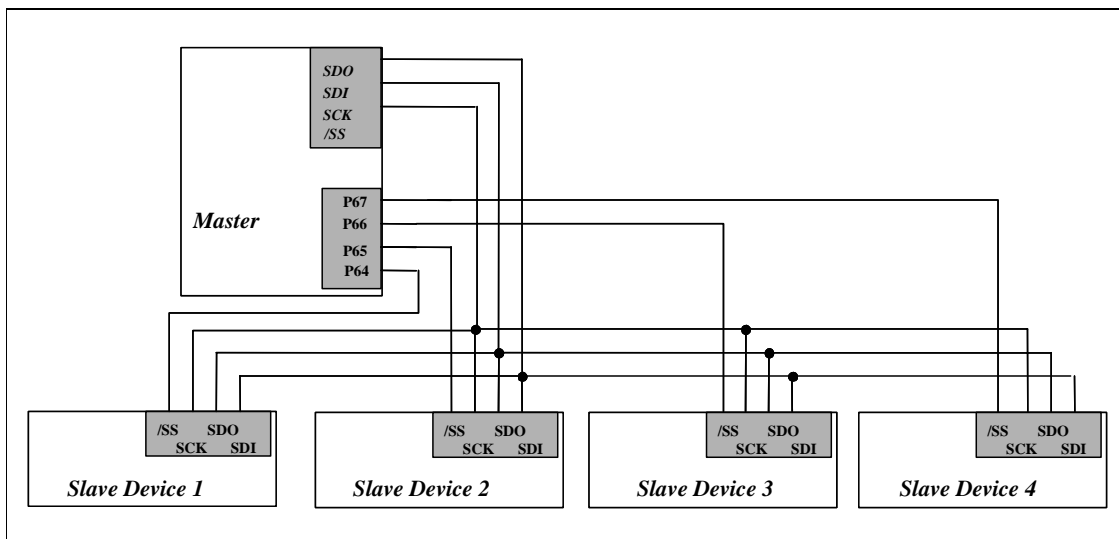 SDO
SDI
SCK
/SS
Master
P67
P66
P65
P64
/SS SDO
SCK SDI
Slave Device 1
/SS SDO
SCK SDI
Slave Device 2
/SS SDO
SCK SDI
Slave Device 3
/SS SDO
SCK SDI
Slave Device 4